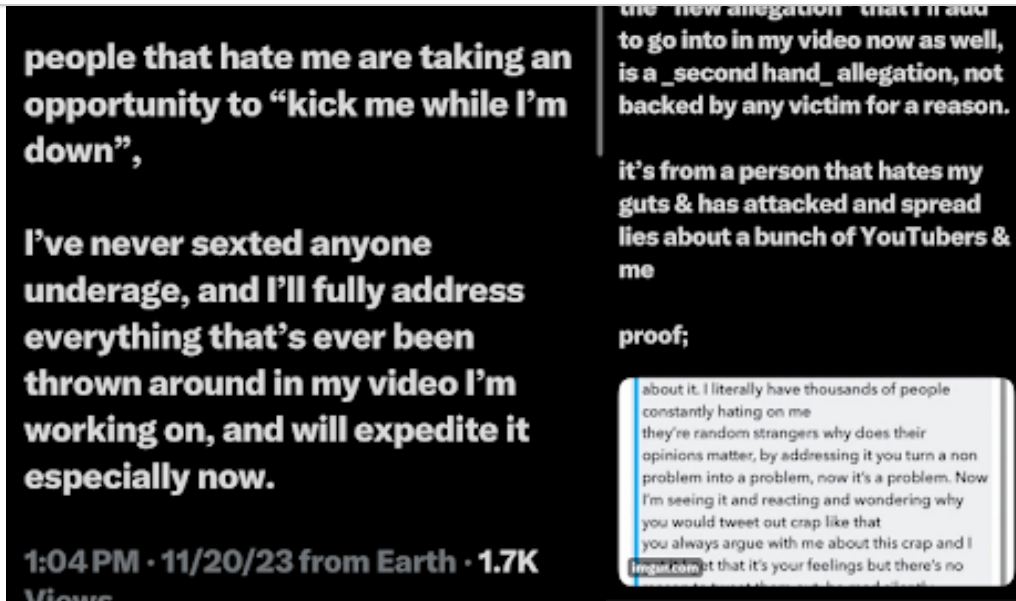 people that hate me are taking an
opportunity to “kick me while I’m
down”,
I’ve never sexted anyone
underage, and I’ll fully address
everything that’s ever been
thrown around in my video I’m
working on, and will expedite it
especially now.
1:04 PM · 11/20/23 from Earth · 1.7K
Views
the “new allegation” that I’ll add
to go into in my video now as well,
is a _second hand_ allegation, not
backed by any victim for a reason.
it’s from a person that hates my
guts & has attacked and spread
lies about a bunch of YouTubers &
me
proof;
about it. I literally have thousands of people
constantly hating on me
they're random strangers why does their
opinions matter, by addressing it you turn a non
problem into a problem, now it's a problem. Now
I'm seeing it and reacting and wondering why
you would tweet out crap like that
you always argue with me about this crap and I
that it's your feelings but there's no
imgur.com